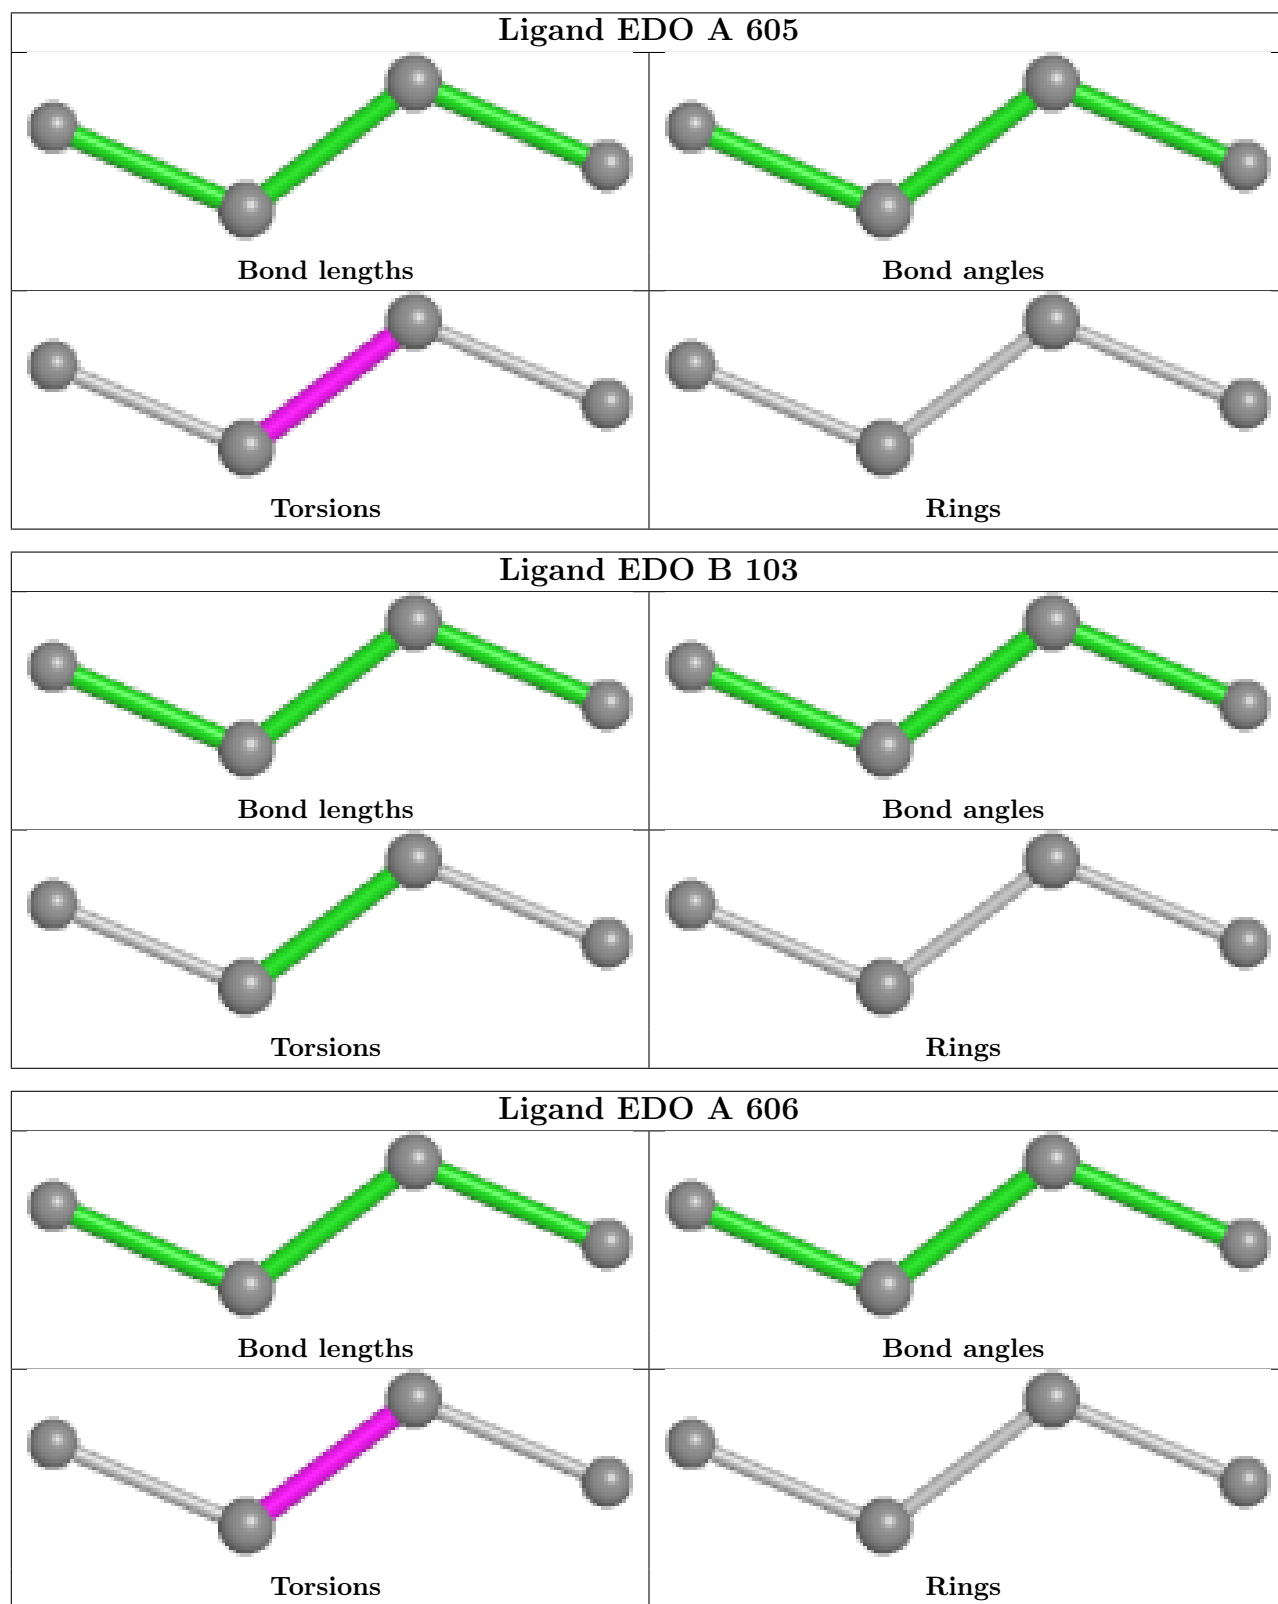 Ligand EDO A 605
Bond lengths
Bond angles
Torsions
Rings
Ligand EDO B 103
Bond lengths
Bond angles
Torsions
Rings
Ligand EDO A 606
Bond lengths
Bond angles
Torsions
Rings